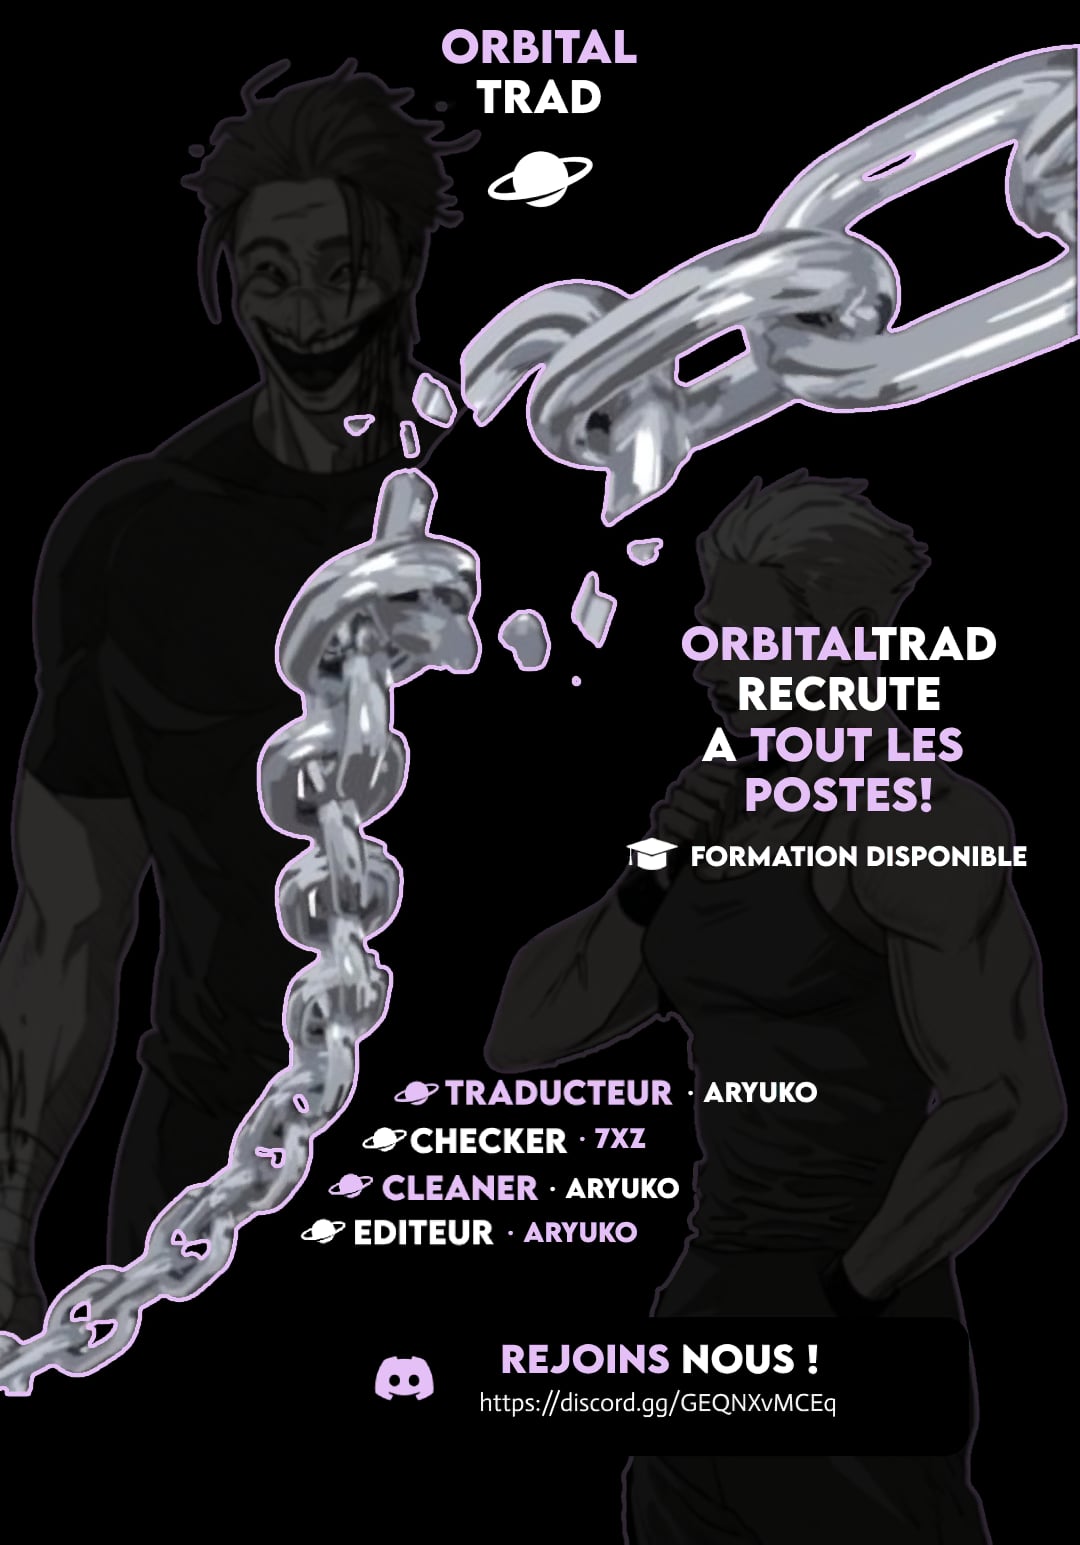 ORBITAL
TRAD
ORBITALTRAD
RECRUTE
A TOUT LES
POSTES!
FORMATION DISPONIBLE
TRADUCTEUR · ARYUKO
CHECKER · 7XZ
CLEANER · ARYUKO
EDITEUR · ARYUKO
REJOINS NOUS !
https://discord.gg/GEQNXvMCEq